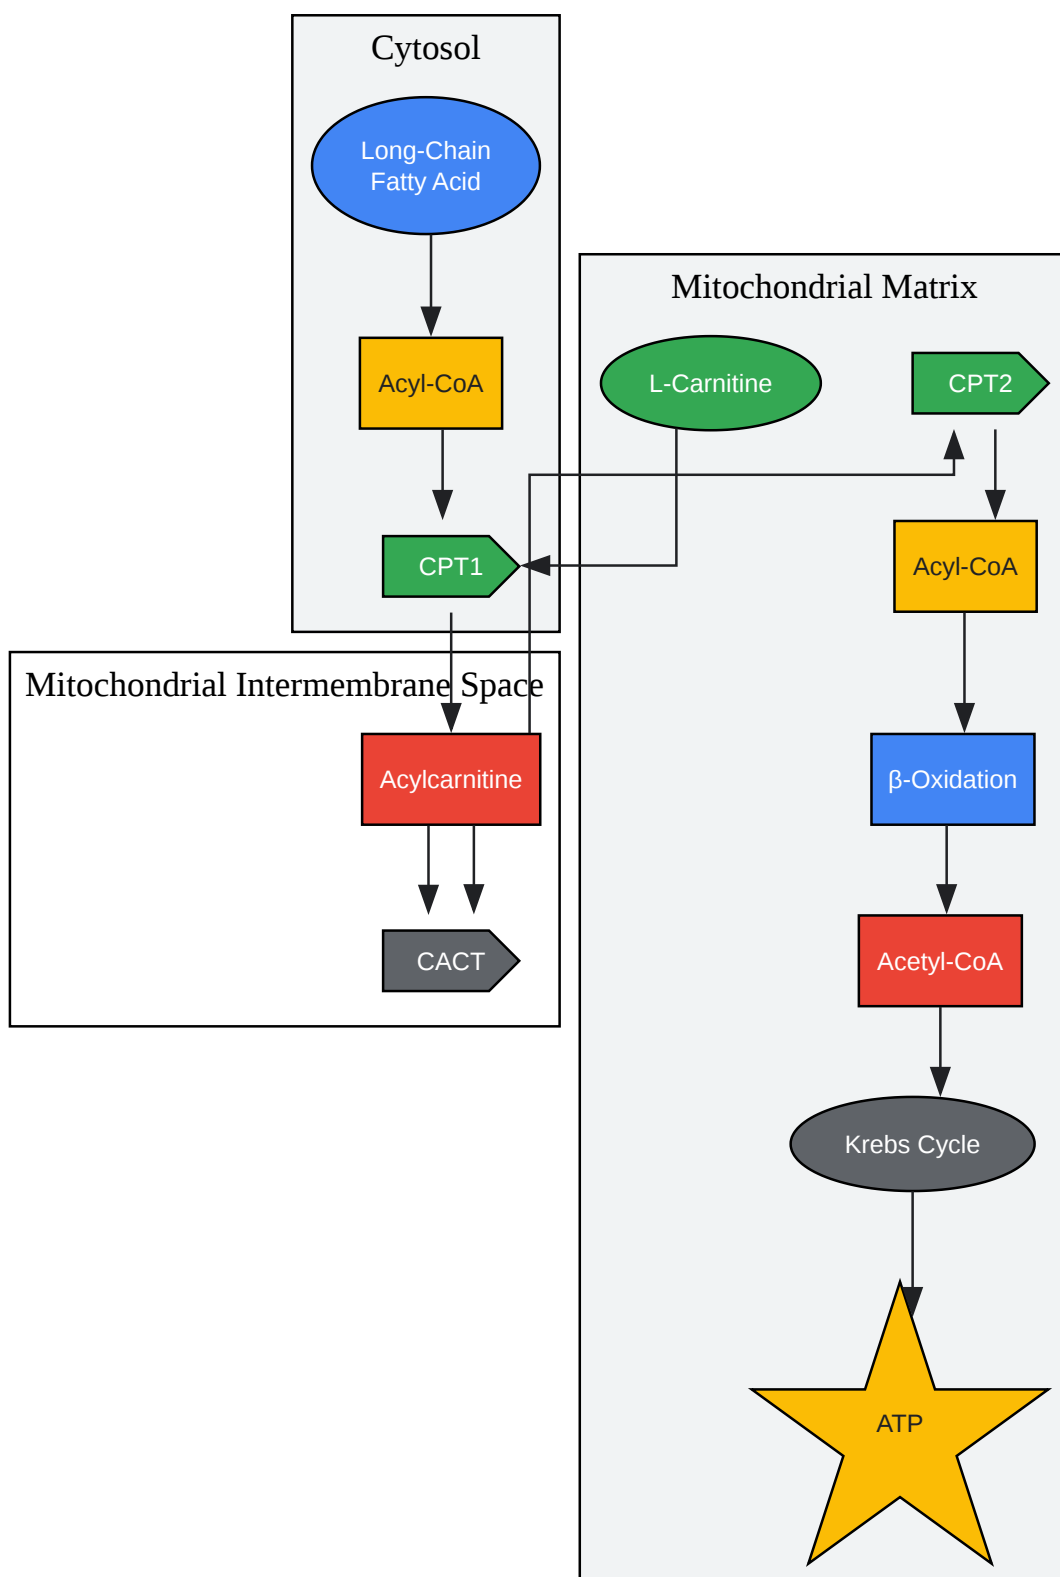 Cytosol
Long-Chain
Fatty Acid
Acyl-CoA
CPT1
Mitochondrial Intermembrane Space
Acylcarnitine
CACT
Mitochondrial Matrix
L-Carnitine
CPT2
Acyl-CoA
β-Oxidation
Acetyl-CoA
Krebs Cycle
ATP